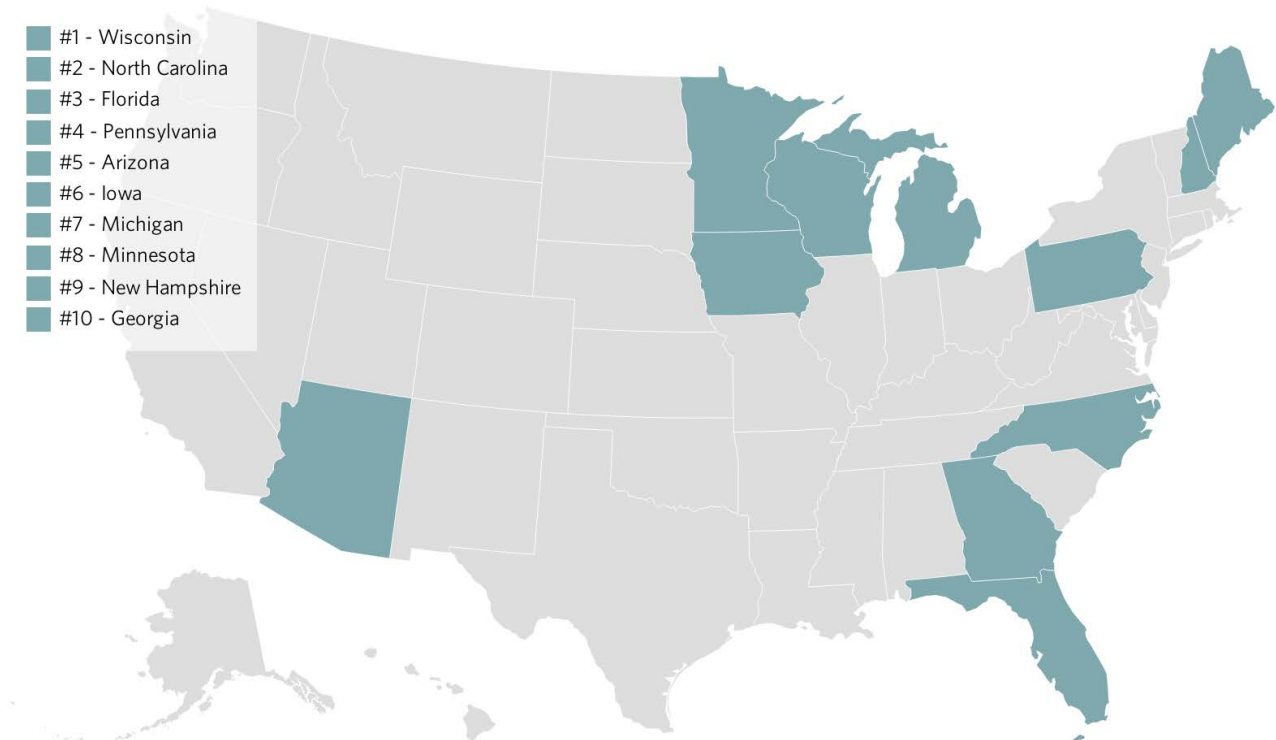 #1 - Wisconsin
#2 - North Carolina
#3 - Florida
#4 - Pennsylvania
#5 - Arizona
#6 - Iowa
#7 - Michigan
#8 - Minnesota
#9 - New Hampshire
#10 - Georgia